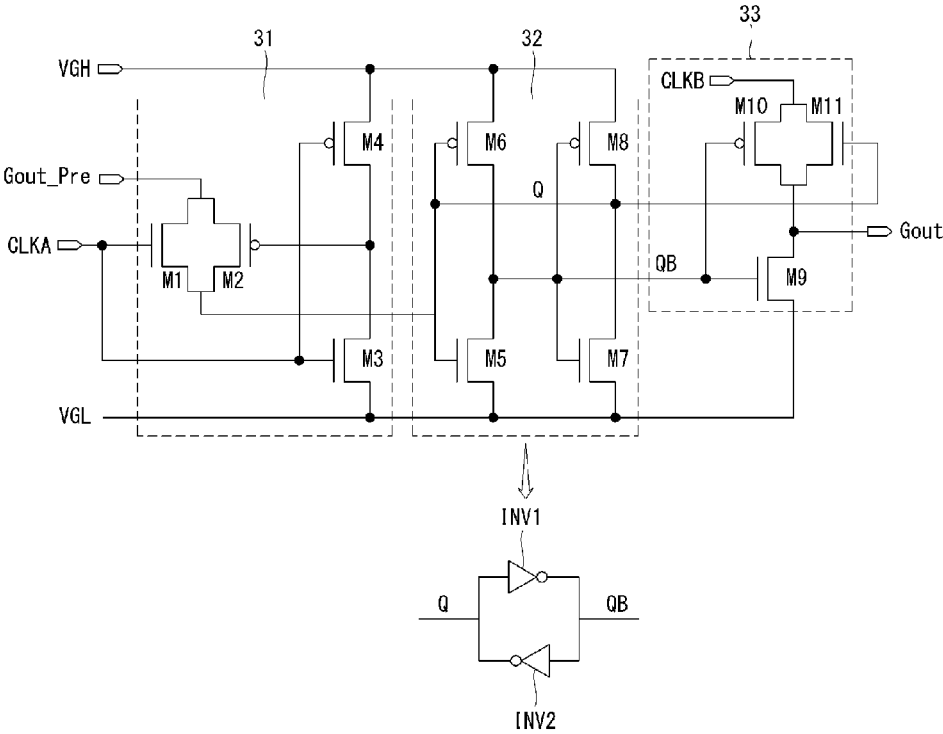 31
32
33
VGH
CLKB
M10
M11
M4
M6
M8
Gout_Pre
Q
CLKA
Gout
M1
M2
QB
M9
M3
M5
M7
VGL
INV1
Q
QB
INV2